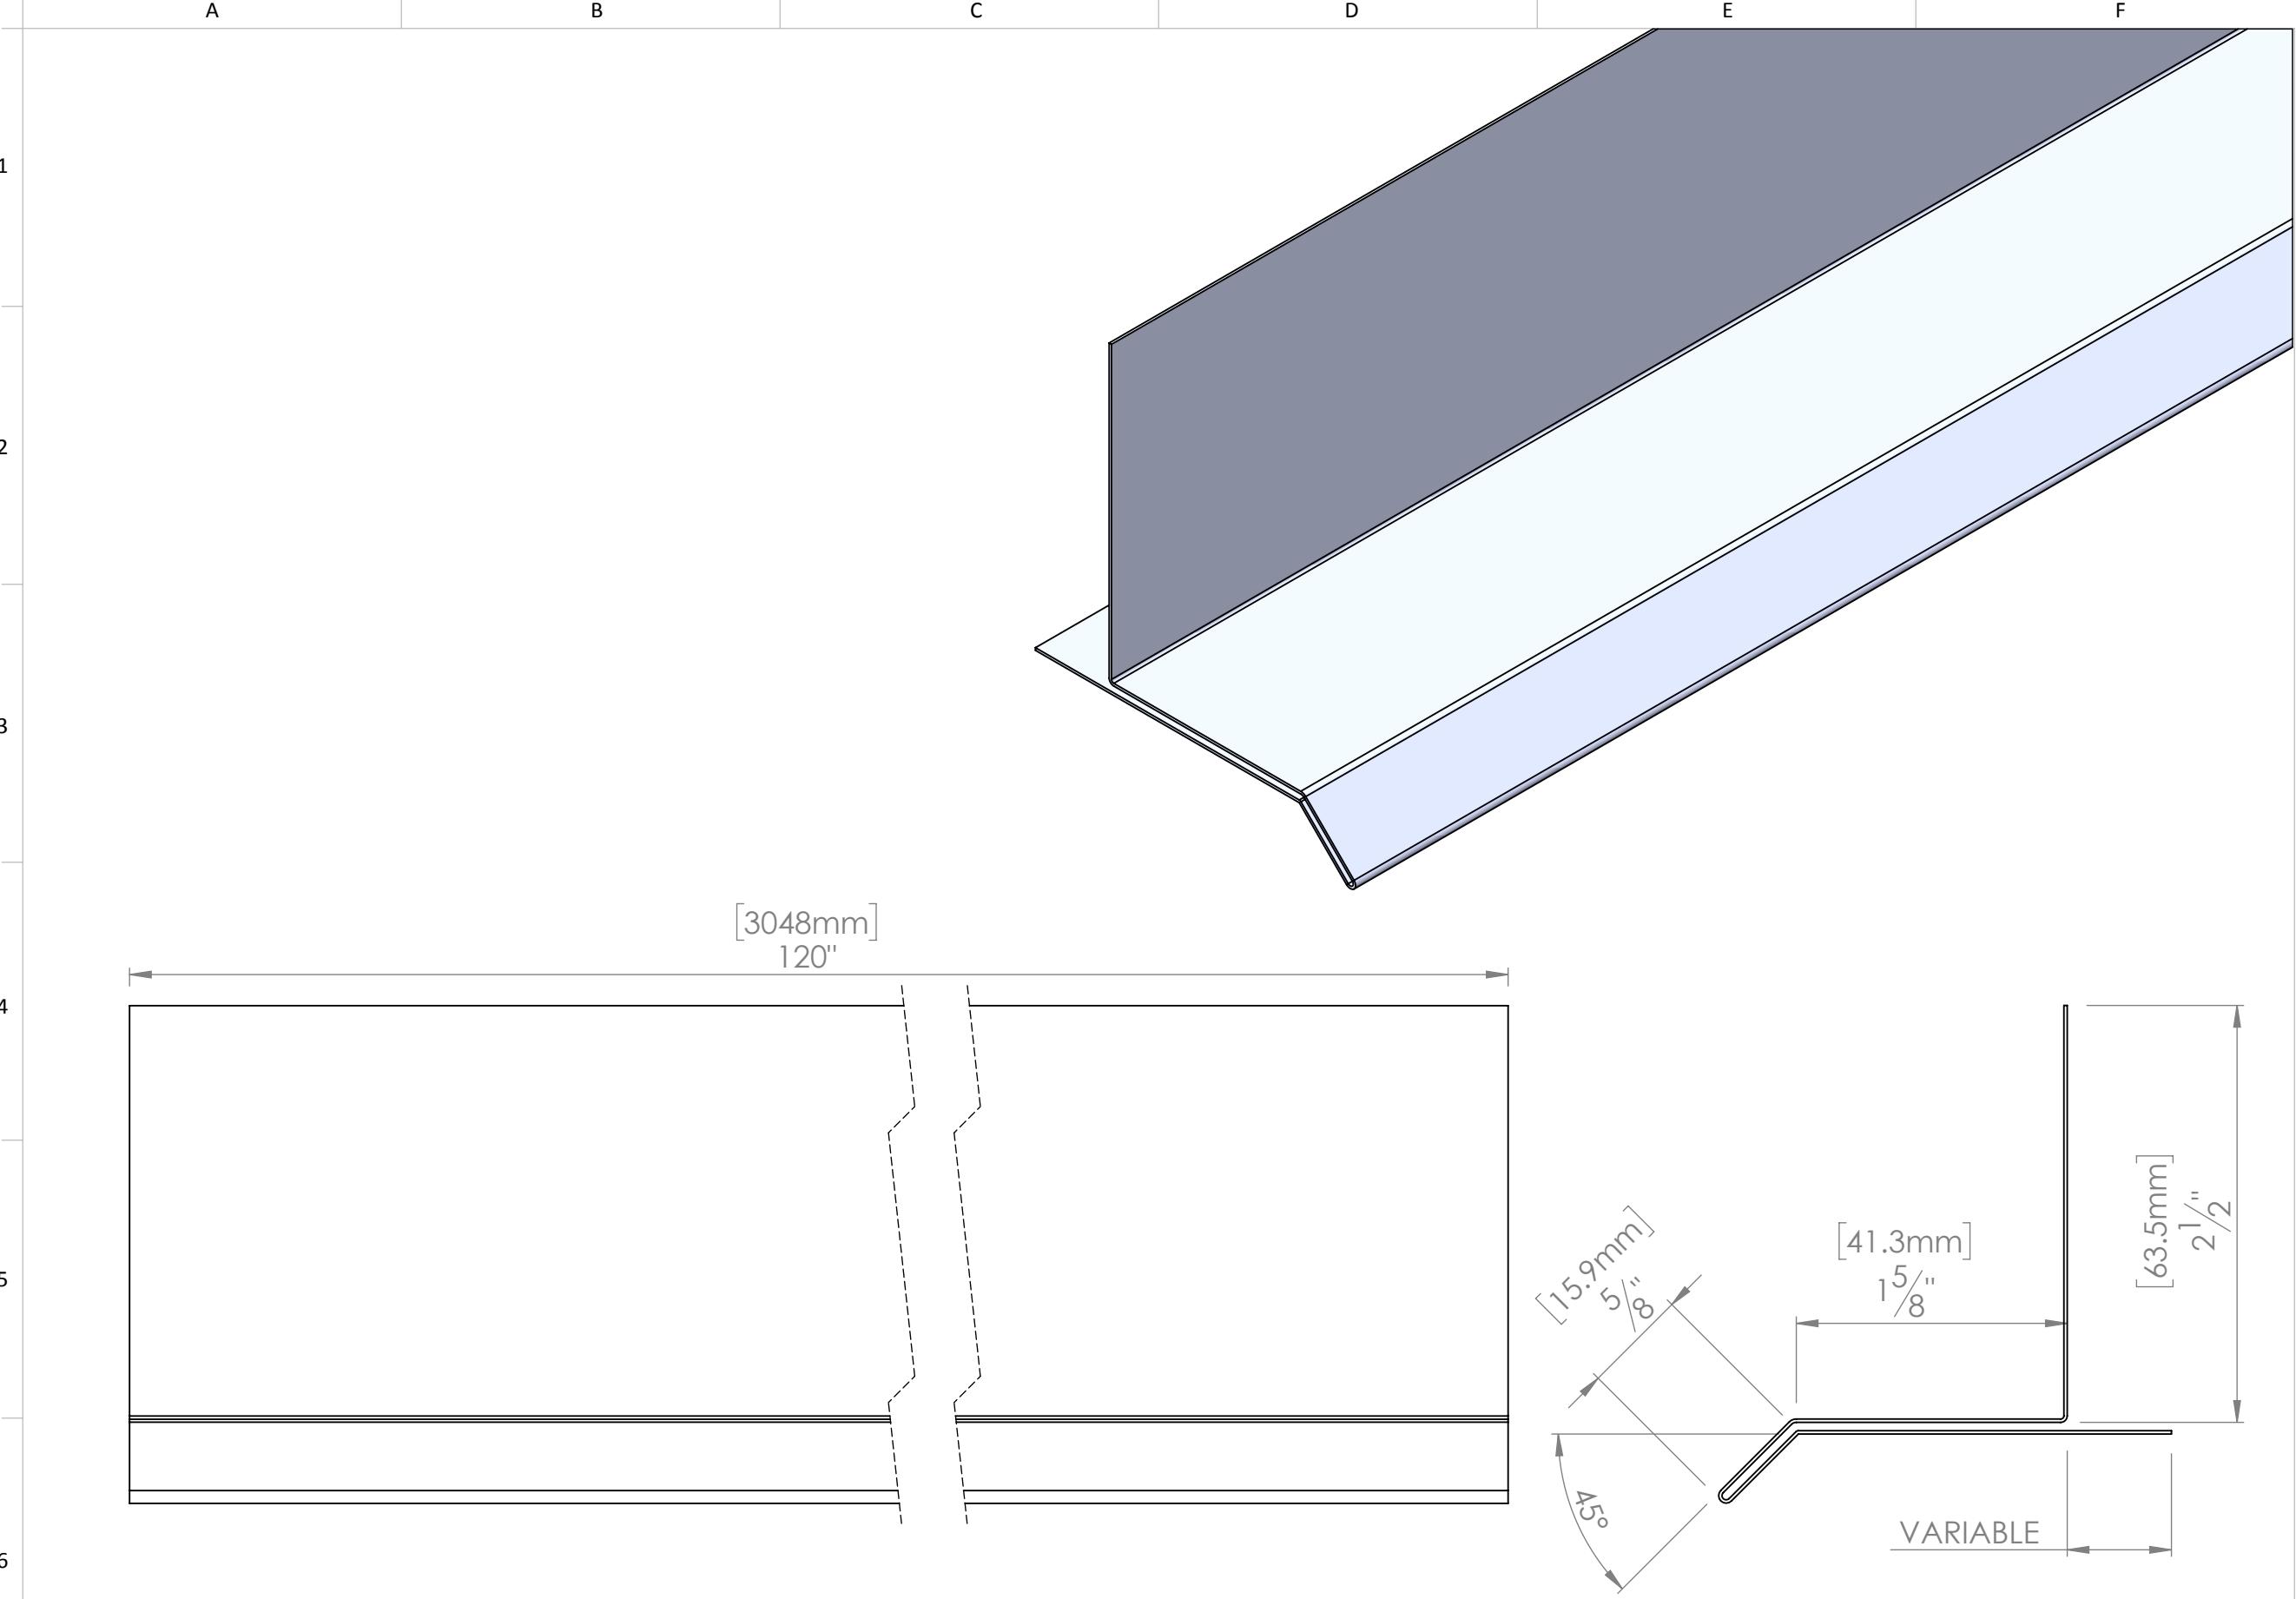 A B C D E F
1
2
3
[3048mm]
120"
4
[63.5mm]
2 1/2"
[15.9mm]
5/8"
[41.3mm]
1 5/8"
5
45°
VARIABLE
6